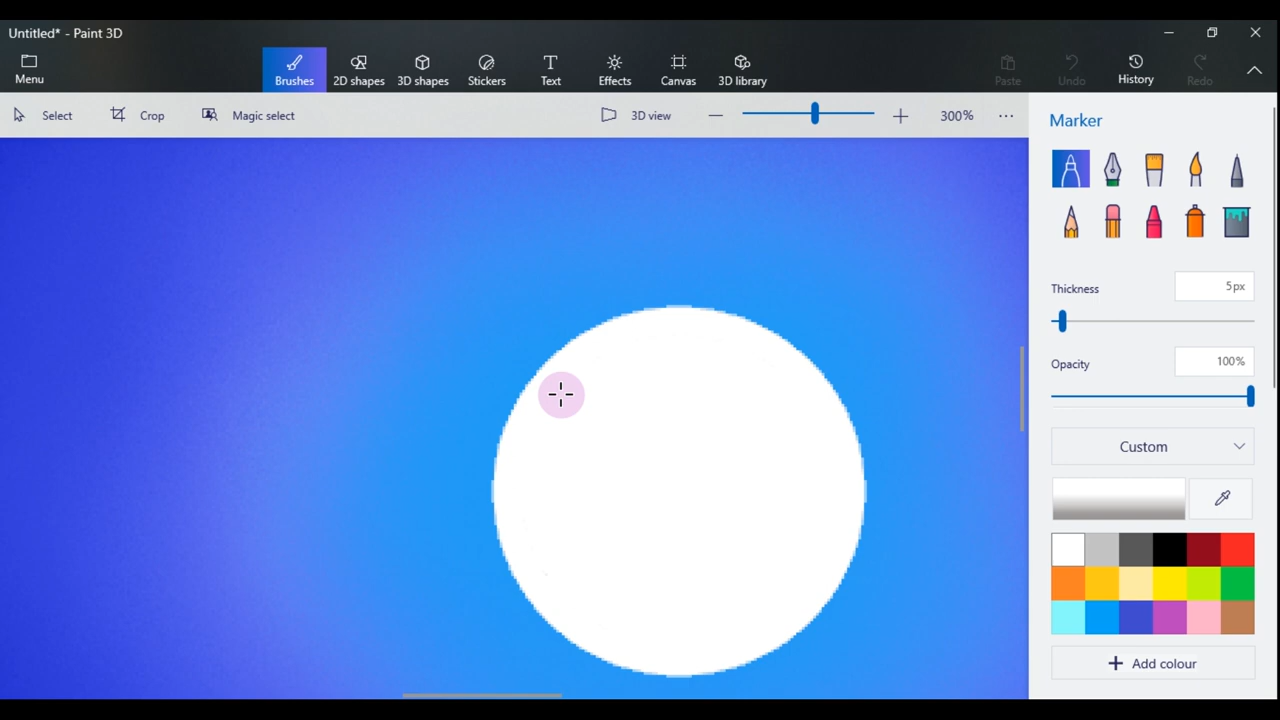 Untitled* - Paint 3D
Menu
Brushes
2D shapes
3D shapes
Stickers
Text
Effects
Canvas
3D library
Paste
Undo
History
Redo
Select
Crop
Magic select
3D view
300%
Marker
Thickness
5px
Opacity
100%
Custom
Add colour